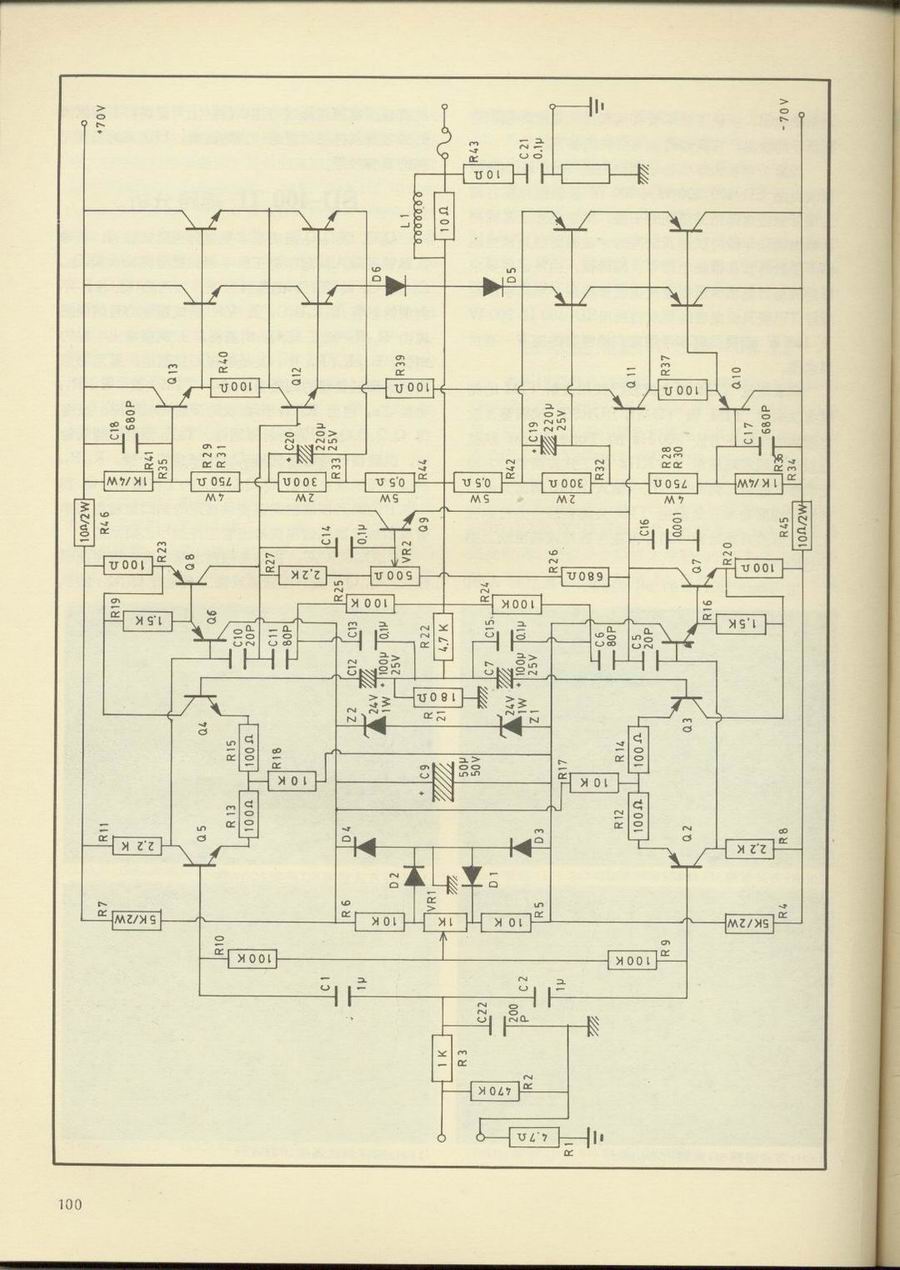 +70V
-70V
R43
10Ω
C21
0.1µ
L1
10Ω
D6
D5
Q13
R40
100Ω
Q12
R39
100Ω
Q11
R37
100Ω
Q10
C18
680P
C20
+
220µ
25V
C19
+
220µ
25V
C17
680P
R41
R35
1K/4W
R29
R31
750Ω
4W
300Ω
2W
R33
R44
0,5Ω
5W
R42
0,5Ω
5W
R32
300Ω
2W
R28
R30
750Ω
4W
1K/4W
R34
10Ω/2W
R46
10Ω/2W
R45
R23
100Ω
Q8
C14
0,1µ
Q9
VR2
500Ω
R27
2,2K
R26
680Ω
C16
0,001
Q7
R20
100Ω
R19
1,5K
Q6
R25
100K
R24
100K
R16
1,5K
C10
20P
C11
80P
C13
0,1µ
R22
4,7K
C15
0,1µ
C6
80P
C5
20P
C12
+
100µ
25V
C7
+
100µ
25V
180Ω
R
21
Q4
Q3
Z2
24V
1W
Z1
24V
1W
R15
100Ω
R18
10K
C9
+
50µ
50V
R17
10K
R14
100Ω
R13
100Ω
R12
100Ω
R11
2,2K
Q5
D4
D3
Q2
R8
2,2K
D2
D1
VR1
1K
R7
5K/2W
R6
10K
R5
10K
R4
5K/2W
R10
100K
R9
100K
C1
1µ
C2
1µ
C22
200
P
1K
R3
470K
R2
4.7Ω
R1
100